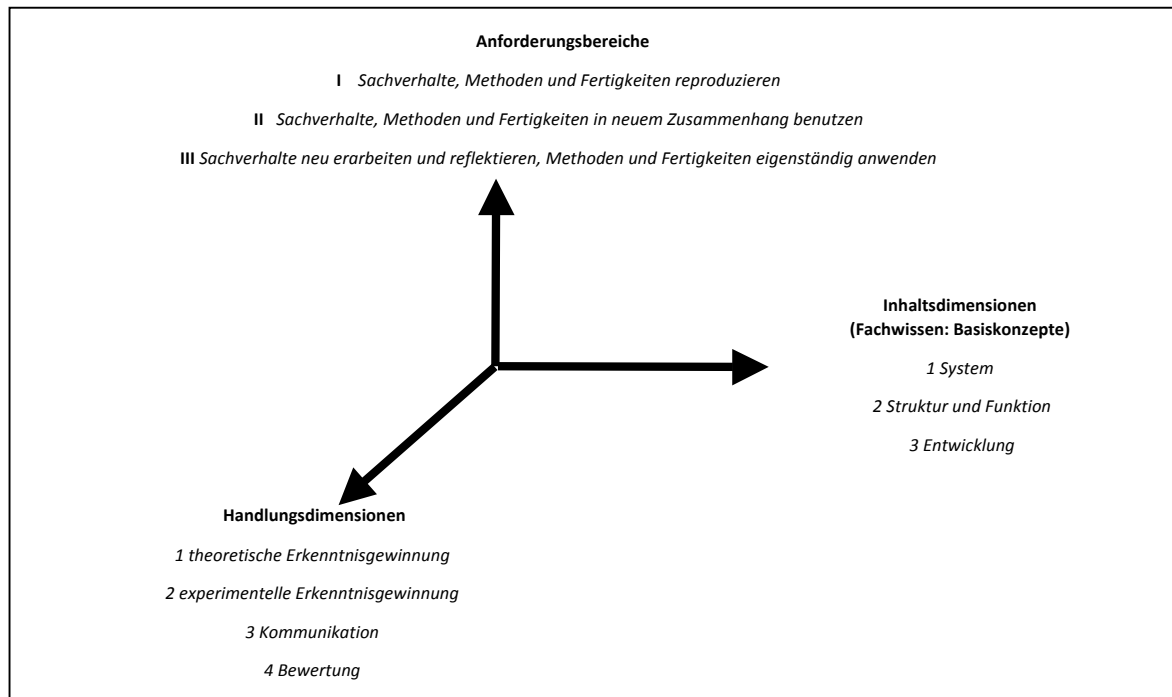 Anforderungsbereiche
I Sachverhalte, Methoden und Fertigkeiten reproduzieren
II Sachverhalte, Methoden und Fertigkeiten in neuem Zusammenhang benutzen
III Sachverhalte neu erarbeiten und reflektieren, Methoden und Fertigkeiten eigenständig anwenden
Inhaltsdimensionen
(Fachwissen: Basiskonzepte)
1 System
2 Struktur und Funktion
3 Entwicklung
Handlungsdimensionen
1 theoretische Erkenntnisgewinnung
2 experimentelle Erkenntnisgewinnung
3 Kommunikation
4 Bewertung